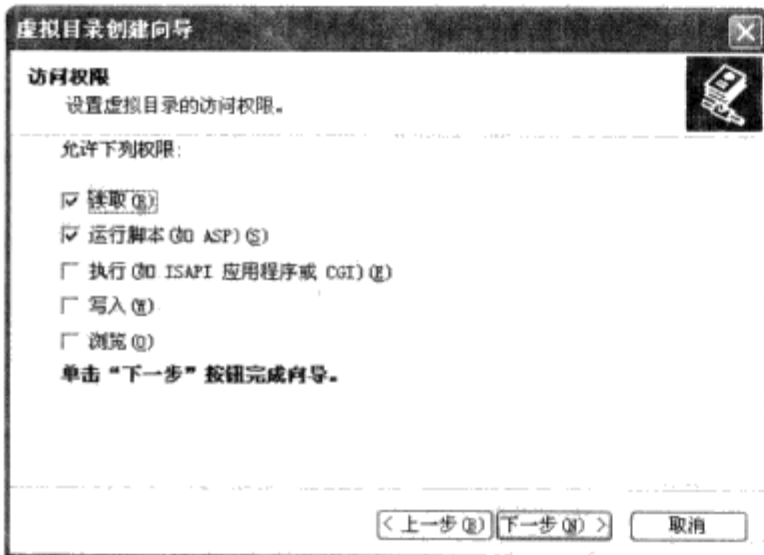 虚拟目录创建向导
访问权限
设置虚拟目录的访问权限。
允许下列权限:
读取(R)
运行脚本(如 ASP)(S)
执行(如 ISAPI 应用程序或 CGI)(E)
写入(W)
浏览(O)
单击“下一步”按钮完成向导。
< 上一步(B) 下一步(N) > 取消